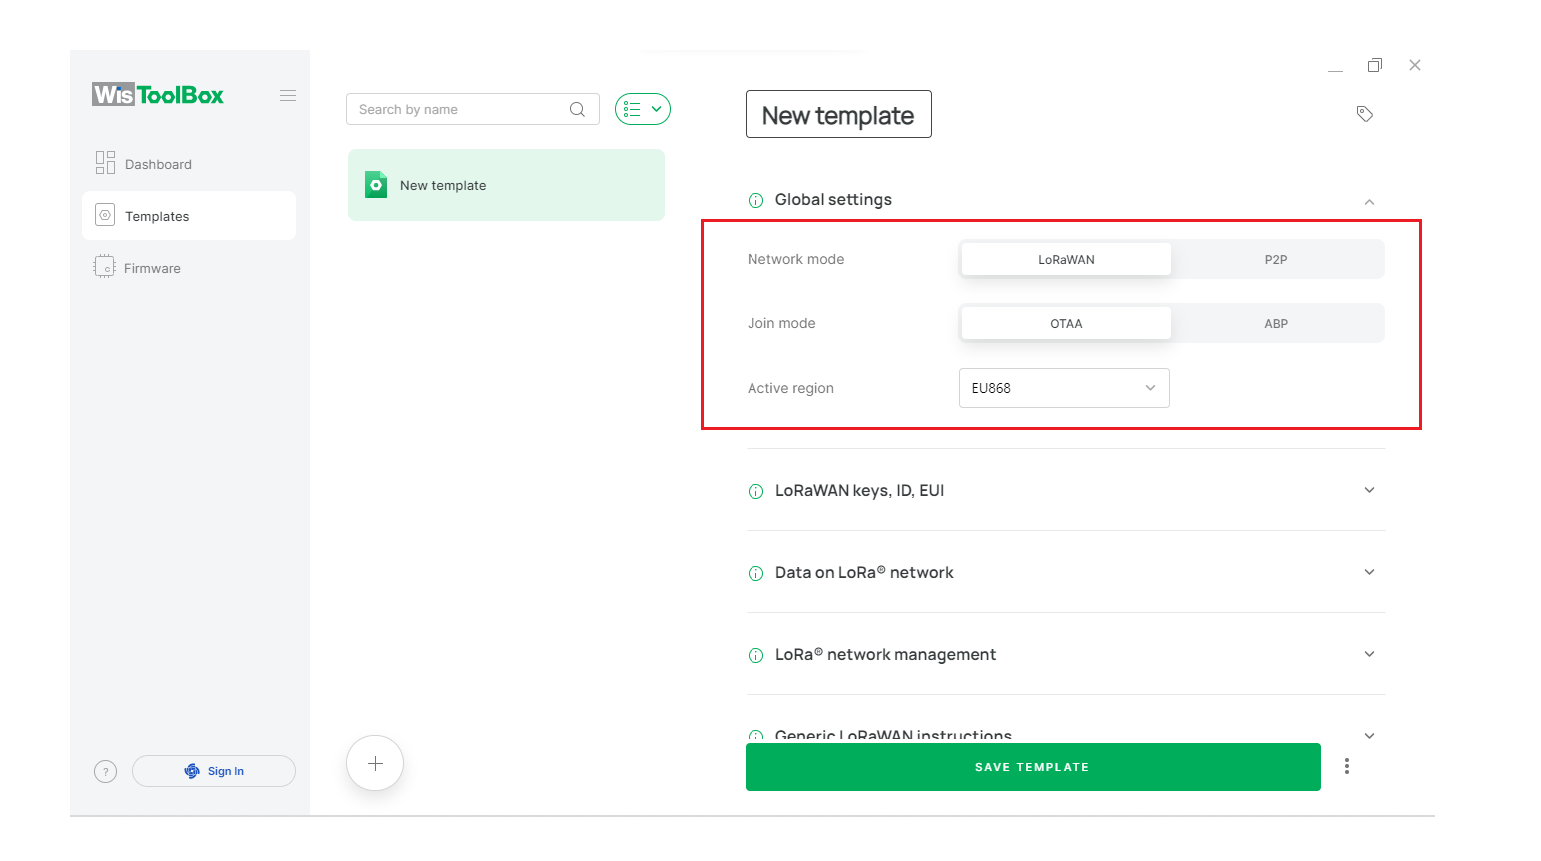 WisToolBox
Dashboard
Templates
Firmware
? Sign In
Search by name
New template
New template
Global settings
Network mode LoRaWAN P2P
Join mode OTAA ABP
Active region EU868
LoRaWAN keys, ID, EUI
Data on LoRa® network
LoRa® network management
Generic LoRaWAN instructions
SAVE TEMPLATE